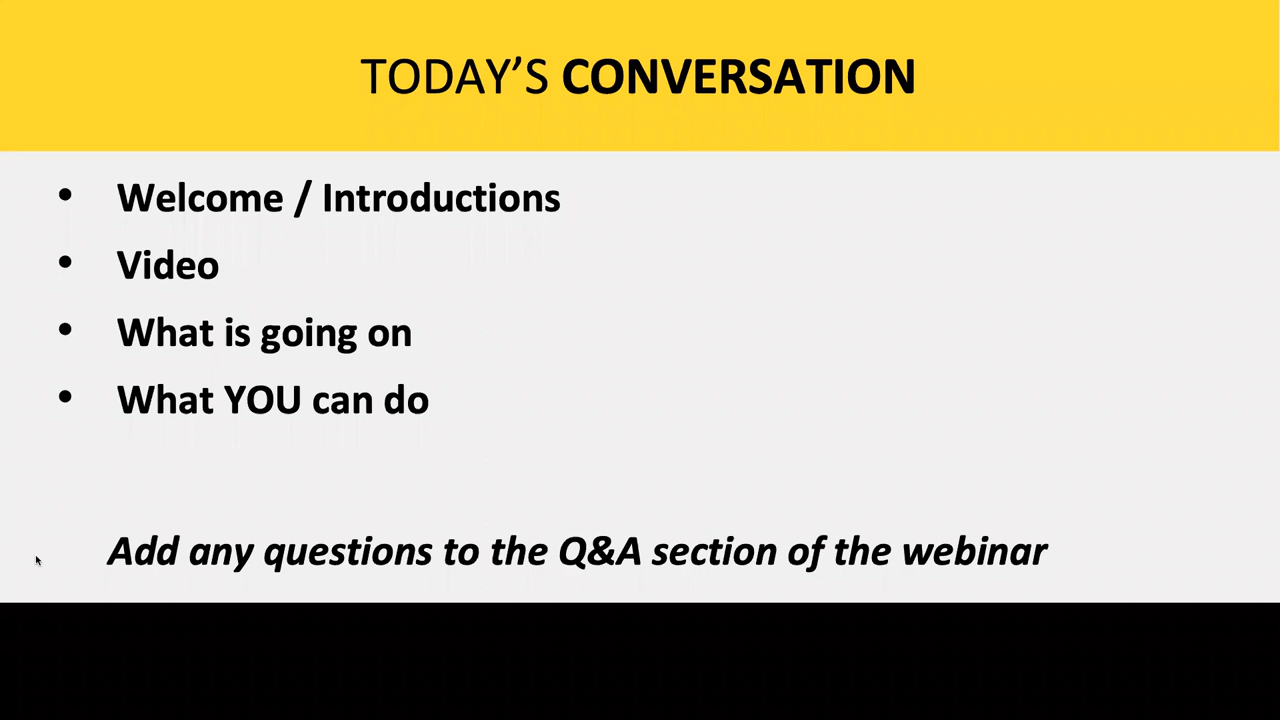 TODAY’S CONVERSATION
• Welcome / Introductions
• Video
• What is going on
• What YOU can do
Add any questions to the Q&A section of the webinar